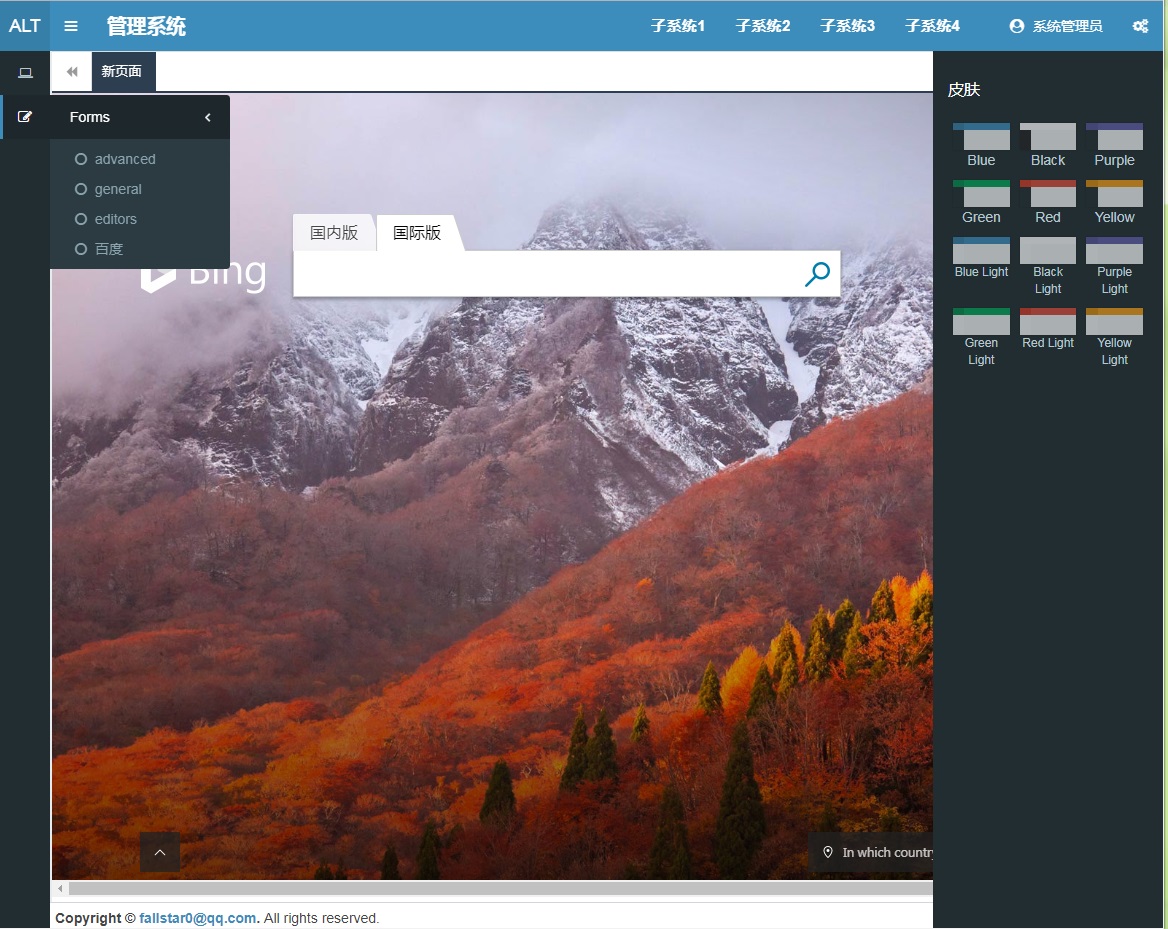 ALT
管理系统
子系统1
子系统2
子系统3
子系统4
系统管理员
新页面
Forms
advanced
general
editors
百度
国内版
国际版
Bing
皮肤
Blue
Black
Purple
Green
Red
Yellow
Blue Light
Black
Light
Purple
Light
Green
Light
Red Light
Yellow
Light
In which country
Copyright © fallstar0@qq.com. All rights reserved.